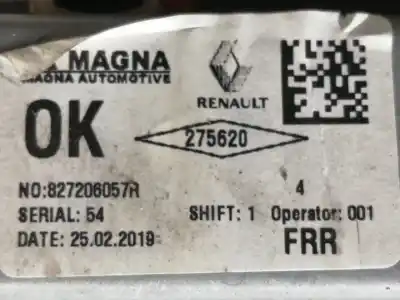 MAGNA
MAGNA AUTOMOTIVE
RENAULT
OK
275620
NO:827206057R 4
SERIAL: 54 SHIFT: 1 Operator: 001
DATE: 25.02.2019 FRR